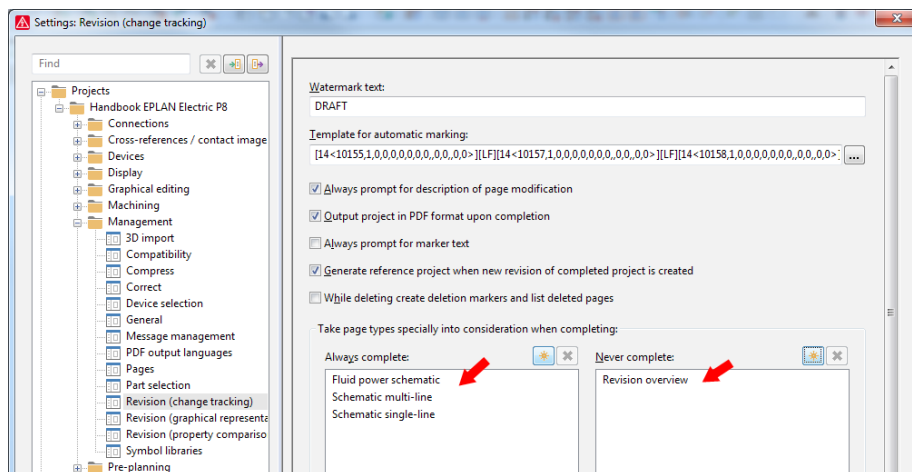 Settings: Revision (change tracking)
Find
Projects
Handbook EPLAN Electric P8
Connections
Cross-references / contact image
Devices
Display
Graphical editing
Machining
Management
3D import
Compatibility
Compress
Correct
Device selection
General
Message management
PDF output languages
Pages
Part selection
Revision (change tracking)
Revision (graphical representa
Revision (property compariso
Symbol libraries
Pre-planning
Watermark text:
DRAFT
Template for automatic marking:
[14<10155,1,0,0,0,0,0,0,0,,0,,0,0>][LF][14<10157,1,0,0,0,0,0,0,0,,0,,0,0>][LF][14<10158,1,0,0,0,0,0,0,0,,0,,0,0>]
...
Always prompt for description of page modification
Output project in PDF format upon completion
Always prompt for marker text
Generate reference project when new revision of completed project is created
While deleting create deletion markers and list deleted pages
Take page types specially into consideration when completing:
Always complete:
Fluid power schematic
Schematic multi-line
Schematic single-line
Never complete:
Revision overview